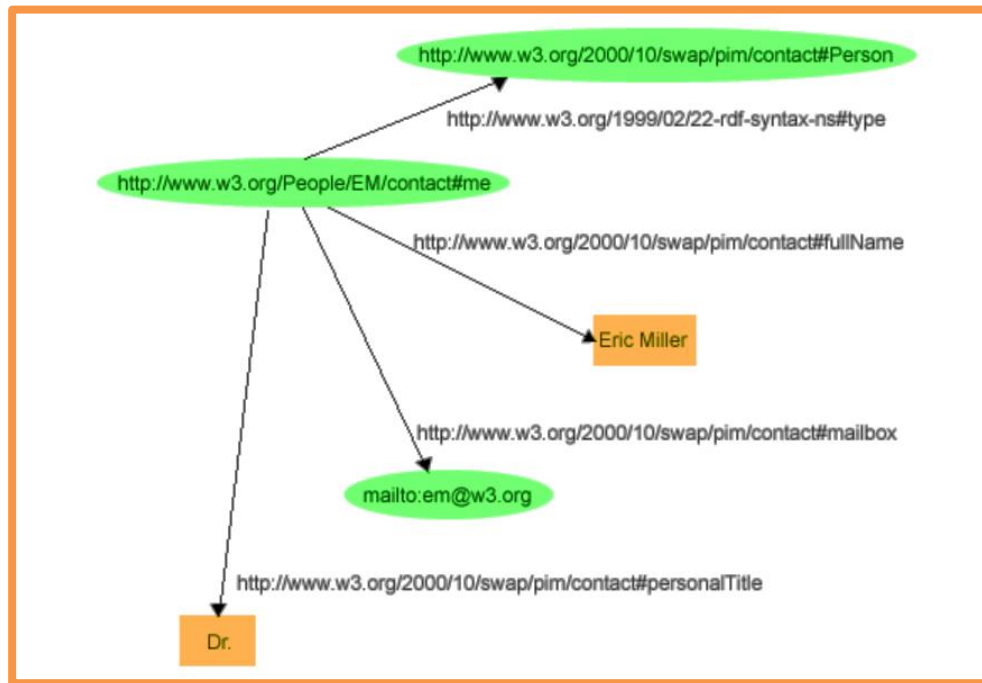 http://www.w3.org/2000/10/swap/pim/contact#Person
http://www.w3.org/1999/02/22-rdf-syntax-ns#type
http://www.w3.org/People/EM/contact#me
http://www.w3.org/2000/10/swap/pim/contact#fullName
Eric Miller
http://www.w3.org/2000/10/swap/pim/contact#mailbox
mailto:em@w3.org
http://www.w3.org/2000/10/swap/pim/contact#personalTitle
Dr.